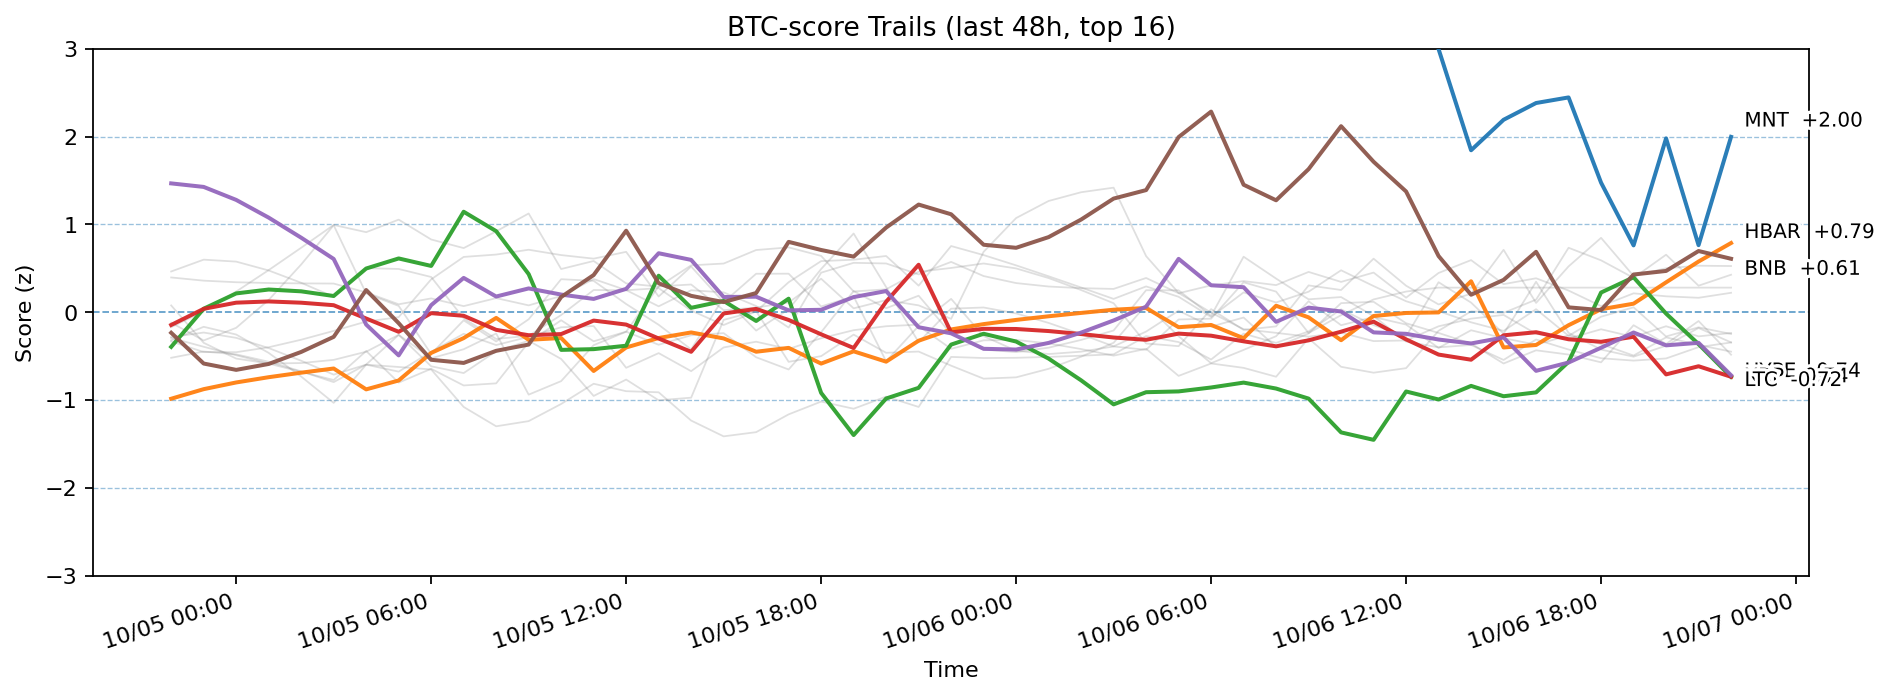 BTC-score Trails (last 48h, top 16)
Score (z)
3
2
1
0
−1
−2
−3
MNT +2.00
HBAR +0.79
BNB +0.61
LTC -0.72
10/05 00:00
10/05 06:00
10/05 12:00
10/05 18:00
10/06 00:00
10/06 06:00
10/06 12:00
10/06 18:00
10/07 00:00
Time